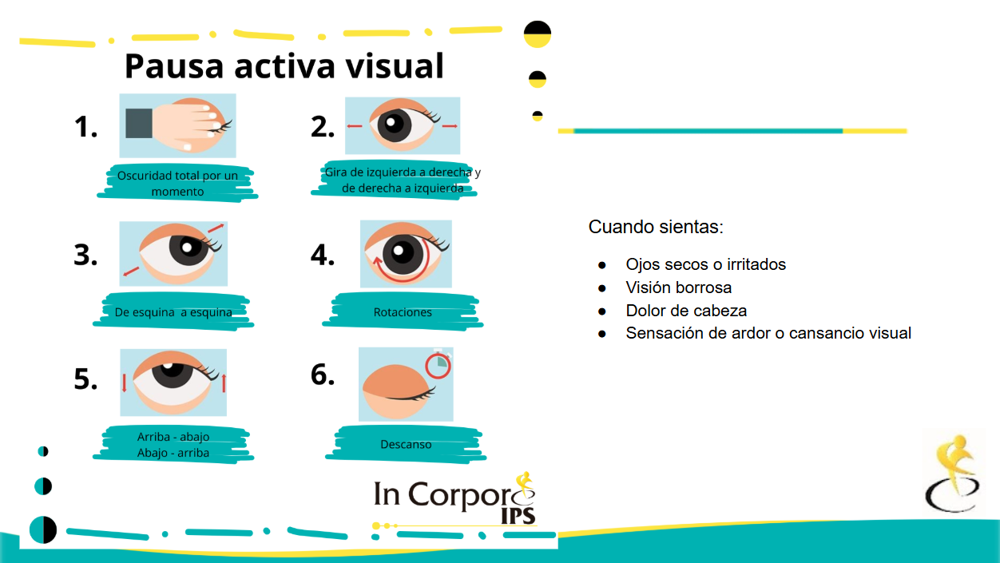 Pausa activa visual
1.
Oscuridad total por un
momento
2.
Gira de izquierda a derecha y
de derecha a izquierda
3.
De esquina a esquina
4.
Rotaciones
5.
Arriba - abajo
Abajo - arriba
6.
Descanso
In Corpore
IPS
Cuando sientas:
● Ojos secos o irritados
● Visión borrosa
● Dolor de cabeza
● Sensación de ardor o cansancio visual